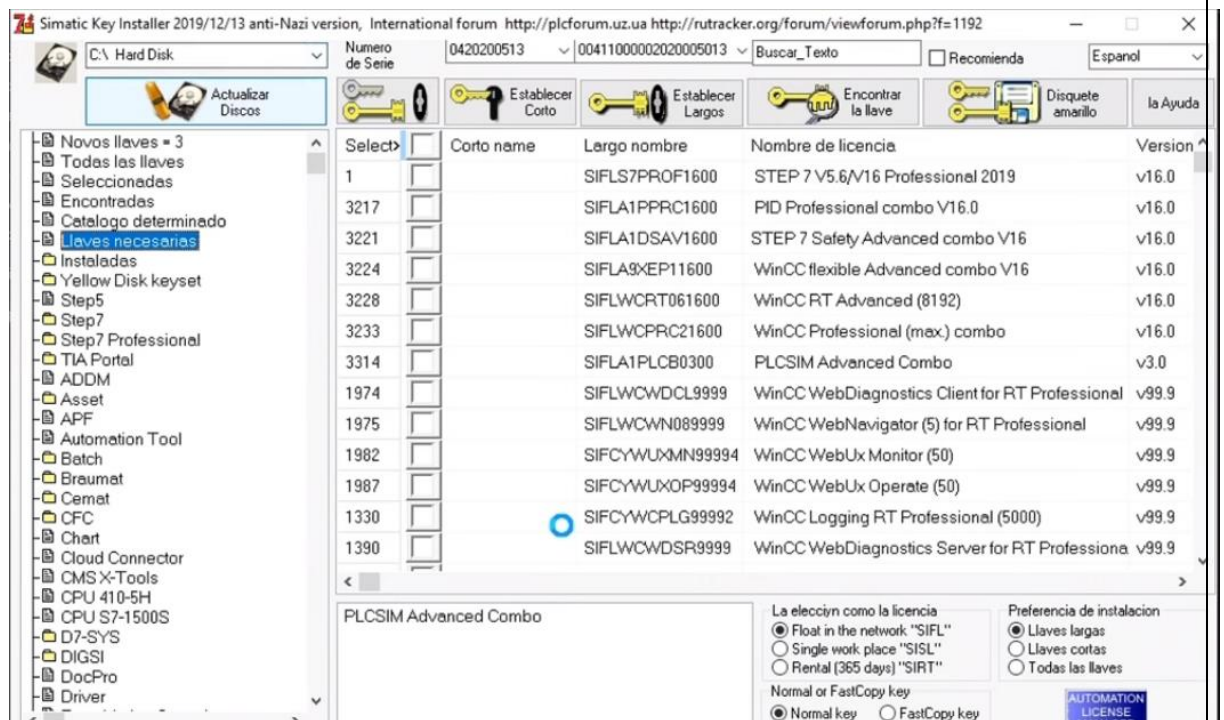 Simatic Key Installer 2019/12/13 anti-Nazi version, International forum http://plcforum.uz.ua http://rutracker.org/forum/viewforum.php?f=1192
C:\ Hard Disk
Numero de Serie
0420200513
00411000002020005013
Buscar_Texto
Recomienda
Espanol
Actualizar Discos
Establecer Corto
Establecer Largos
Encontrar la llave
Disquete amarillo
la Ayuda
Novos llaves = 3
Todas las llaves
Seleccionadas
Encontradas
Catalogo determinado
Llaves necesarias
Instaladas
Yellow Disk keyset
Step5
Step7
Step7 Professional
TIA Portal
ADDM
Asset
APF
Automation Tool
Batch
Braumat
Cemat
CFC
Chart
Cloud Connector
CMS X-Tools
CPU 410-5H
CPU S7-1500S
D7-SYS
DIGSI
DocPro
Driver
Select> Corto name Largo nombre Nombre de licencia Version
1 SIFLS7PROF1600 STEP 7 V5.6/V16 Professional 2019 v16.0
3217 SIFLA1PPRC1600 PID Professional combo V16.0 v16.0
3221 SIFLA1DSAV1600 STEP 7 Safety Advanced combo V16 v16.0
3224 SIFLA9XEP11600 WinCC flexible Advanced combo V16 v16.0
3228 SIFLWCRT061600 WinCC RT Advanced (8192) v16.0
3233 SIFLWCPRC21600 WinCC Professional (max.) combo v16.0
3314 SIFLA1PLCB0300 PLCSIM Advanced Combo v3.0
1974 SIFLWCWDCL9999 WinCC WebDiagnostics Client for RT Professional v99.9
1975 SIFLWCWN089999 WinCC WebNavigator (5) for RT Professional v99.9
1982 SIFCYWUXMN99994 WinCC WebUx Monitor (50) v99.9
1987 SIFCYWUXOP99994 WinCC WebUx Operate (50) v99.9
1330 SIFCYWCPLG99992 WinCC Logging RT Professional (5000) v99.9
1390 SIFLWCWDSR9999 WinCC WebDiagnostics Server for RT Professiona v99.9
PLCSIM Advanced Combo
La elecciyn como la licencia
Float in the network "SIFL"
Single work place "SISL"
Rental (365 days) "SIRT"
Normal or FastCopy key
Normal key FastCopy key
Preferencia de instalacion
Llaves largas
Llaves cortas
Todas las llaves
AUTOMATION
LICENSE